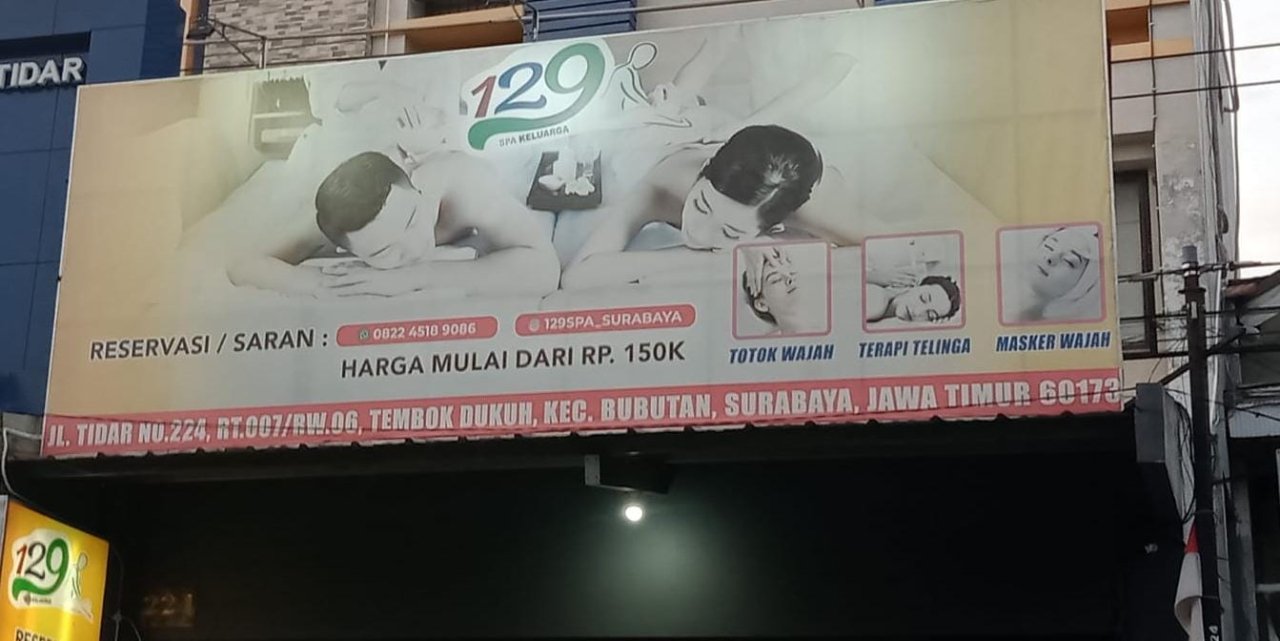 TIDAR
129
SPA KELUARGA
RESERVASI / SARAN : 0822 4518 9086 129SPA_SURABAYA
HARGA MULAI DARI RP. 150K
TOTOK WAJAH
TERAPI TELINGA
MASKER WAJAH
JL. TIDAR NO.224, RT.007/RW.06, TEMBOK DUKUH, KEC. BUBUTAN, SURABAYA, JAWA TIMUR 60173
129
224